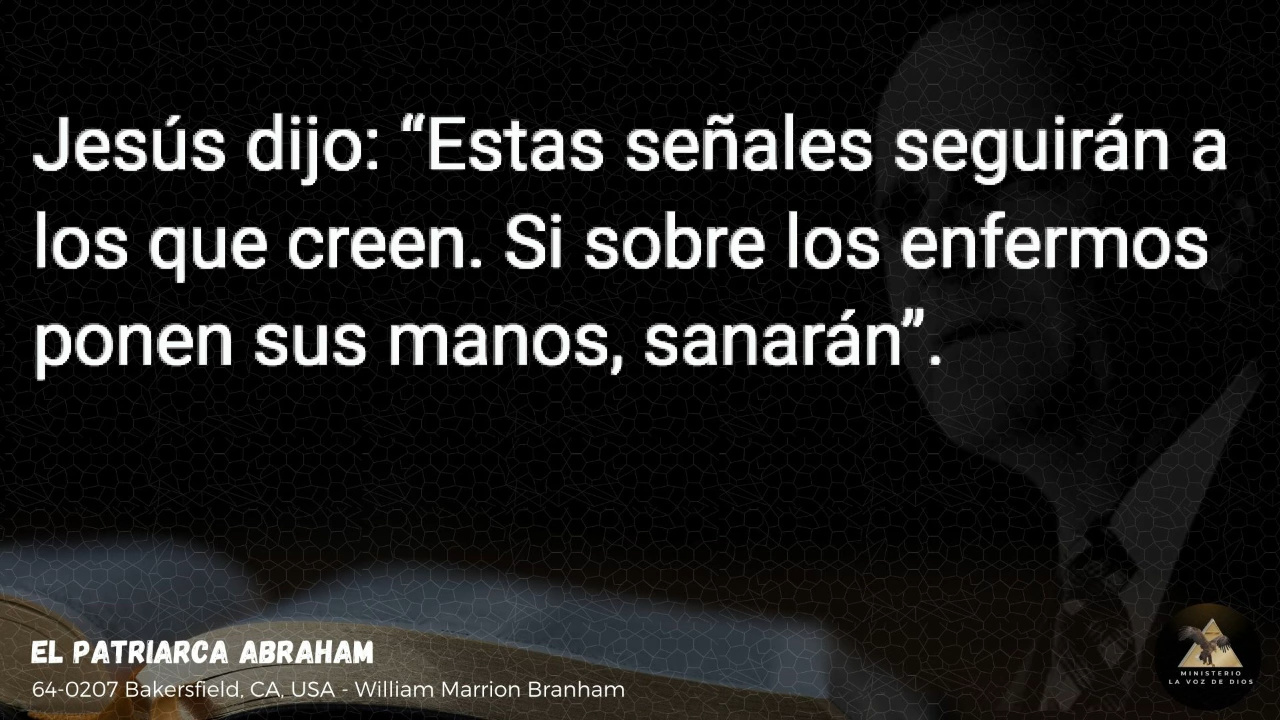 Jesús dijo: “Estas señales seguirán a
los que creen. Si sobre los enfermos
ponen sus manos, sanarán”.
EL PATRIARCA ABRAHAM
64-0207 Bakersfield, CA, USA - William Marrion Branham
MINISTERIO
LA VOZ DE DIOS